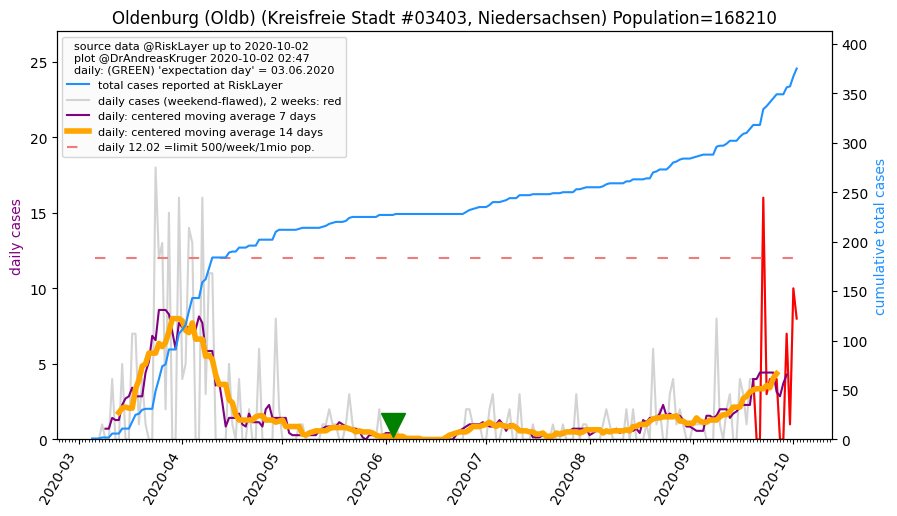 Oldenburg (Oldb) (Kreisfreie Stadt #03403, Niedersachsen) Population=168210
source data @RiskLayer up to 2020-10-02
plot @DrAndreasKruger 2020-10-02 02:47
daily: (GREEN) 'expectation day' = 03.06.2020
total cases reported at RiskLayer
daily cases (weekend-flawed), 2 weeks: red
daily: centered moving average 7 days
daily: centered moving average 14 days
daily 12.02 =limit 500/week/1mio pop.
daily cases
25
20
15
10
5
0
cumulative total cases
400
350
300
250
200
150
100
50
0
2020-03
2020-04
2020-05
2020-06
2020-07
2020-08
2020-09
2020-10